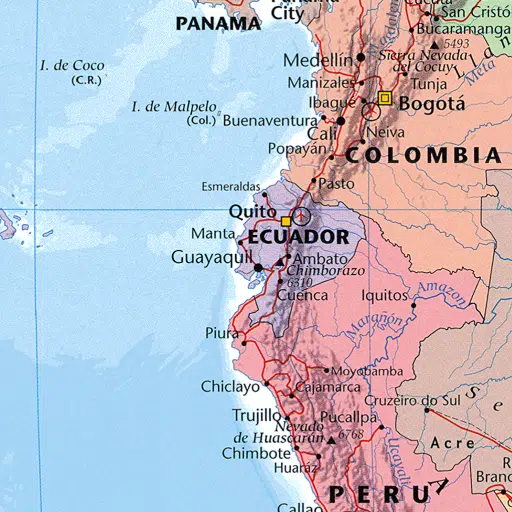 PANAMA
Panama
City
San Cristó
Bucaramanga
5493
Medellín
Sierra Nevada
del Cocuy
Llan
I. de Coco
(C.R.)
Manizales
Tunja
Meta
I. de Malpelo
(Col.)
Ibagué
Bogotá
Buenaventura
Cali
Neiva
Popayán
COLOMBIA
Esmeraldas
Pasto
Quito
Manta
ECUADOR
Guayaquil
Ambato
Chimborazo
6310
Cuenca
Iquitos
Amazon
Marañón
Piura
Moyobamba
Chiclayo
Cajamarca
Cruzeiro do Sul
Se
Trujillo
Pucallpa
Nevado
de Huascarán
6768
Acre
Chimbote
Ucayali
Huaráz
R
Branc
PERU
Callao